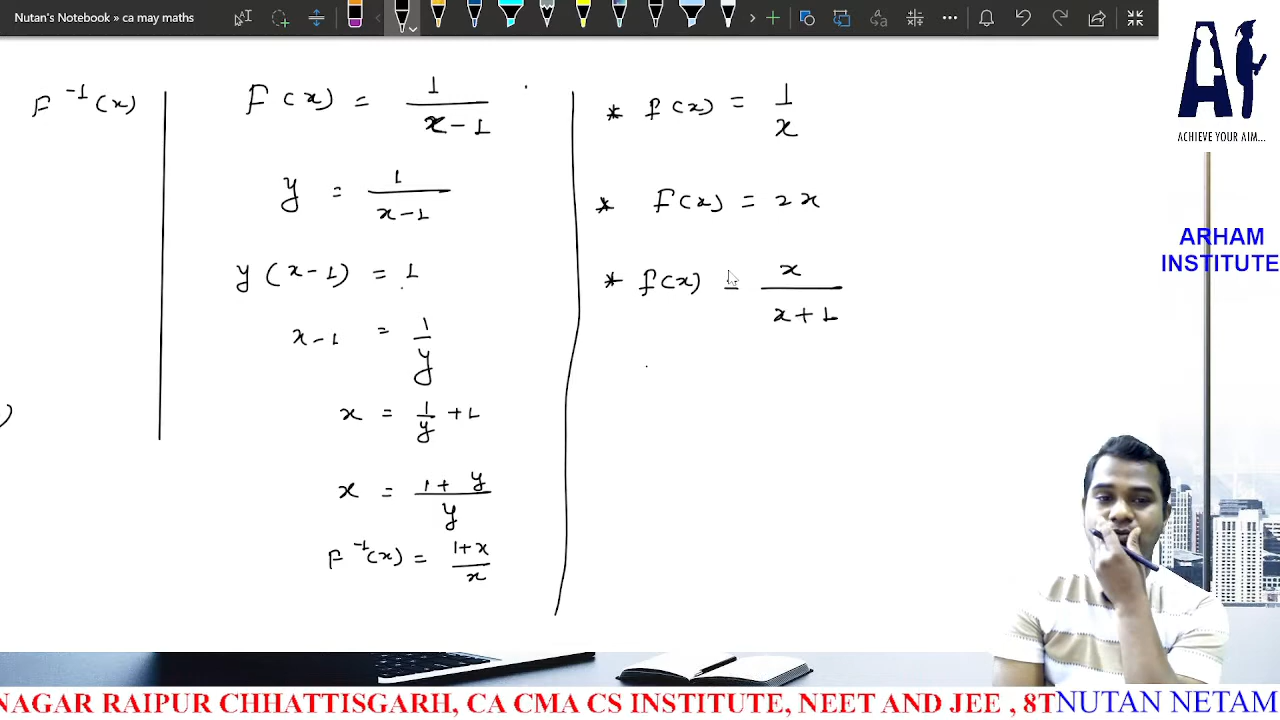 Nutan's Notebook » ca may maths
F⁻¹(x)
F(x) = 1/(x-1)
y = 1/(x-1)
y(x-1) = 1
x-1 = 1/y
x = 1/y + 1
x = (1+y)/y
F⁻¹(x) = (1+x)/x
* f(x) = 1/x
* F(x) = 2x
* f(x) = x/(x+1)
)
AI
ACHIEVE YOUR AIM...
ARHAM
INSTITUTE
NAGAR RAIPUR CHHATTISGARH, CA CMA CS INSTITUTE, NEET AND JEE , 8T
NUTAN NETAM